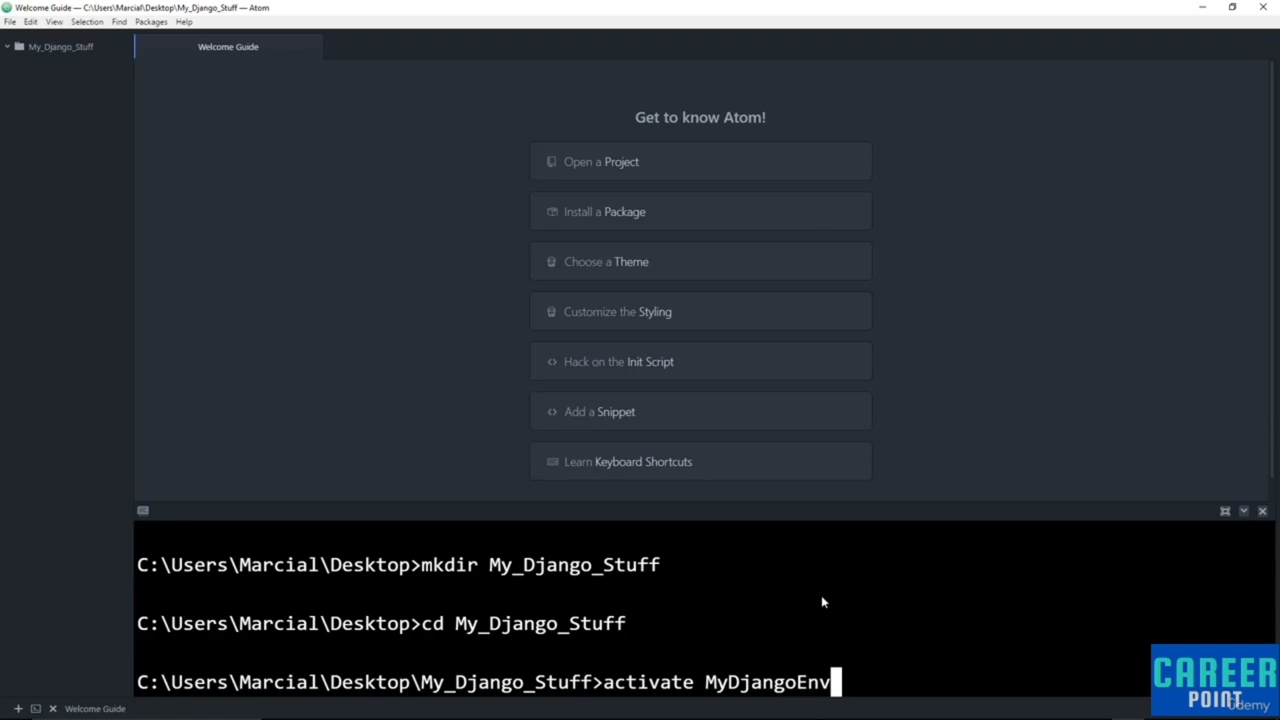 Welcome Guide — C:\Users\Marcial\Desktop\My_Django_Stuff — Atom
File Edit View Selection Find Packages Help
My_Django_Stuff
Welcome Guide
Get to know Atom!
Open a Project
Install a Package
Choose a Theme
Customize the Styling
Hack on the Init Script
Add a Snippet
Learn Keyboard Shortcuts
C:\Users\Marcial\Desktop>mkdir My_Django_Stuff
C:\Users\Marcial\Desktop>cd My_Django_Stuff
C:\Users\Marcial\Desktop\My_Django_Stuff>activate MyDjangoEnv
CAREER
POINT
Udemy
Welcome Guide